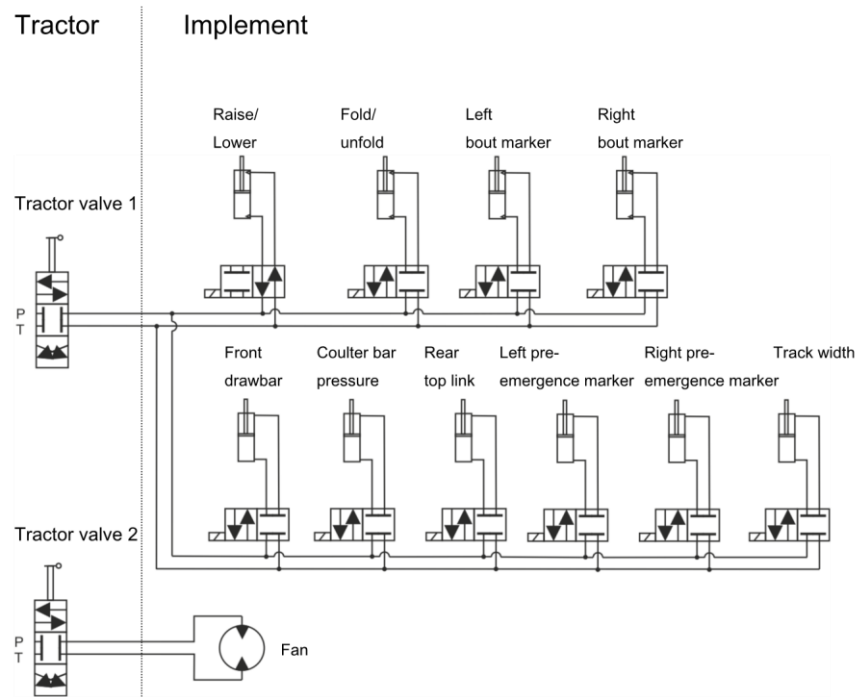 Tractor
Implement
Raise/
Lower
Fold/
unfold
Left
bout marker
Right
bout marker
Tractor valve 1
P
T
Front
drawbar
Coulter bar
pressure
Rear
top link
Left pre-
emergence marker
Right pre-
emergence marker
Track width
Tractor valve 2
P
T
Fan